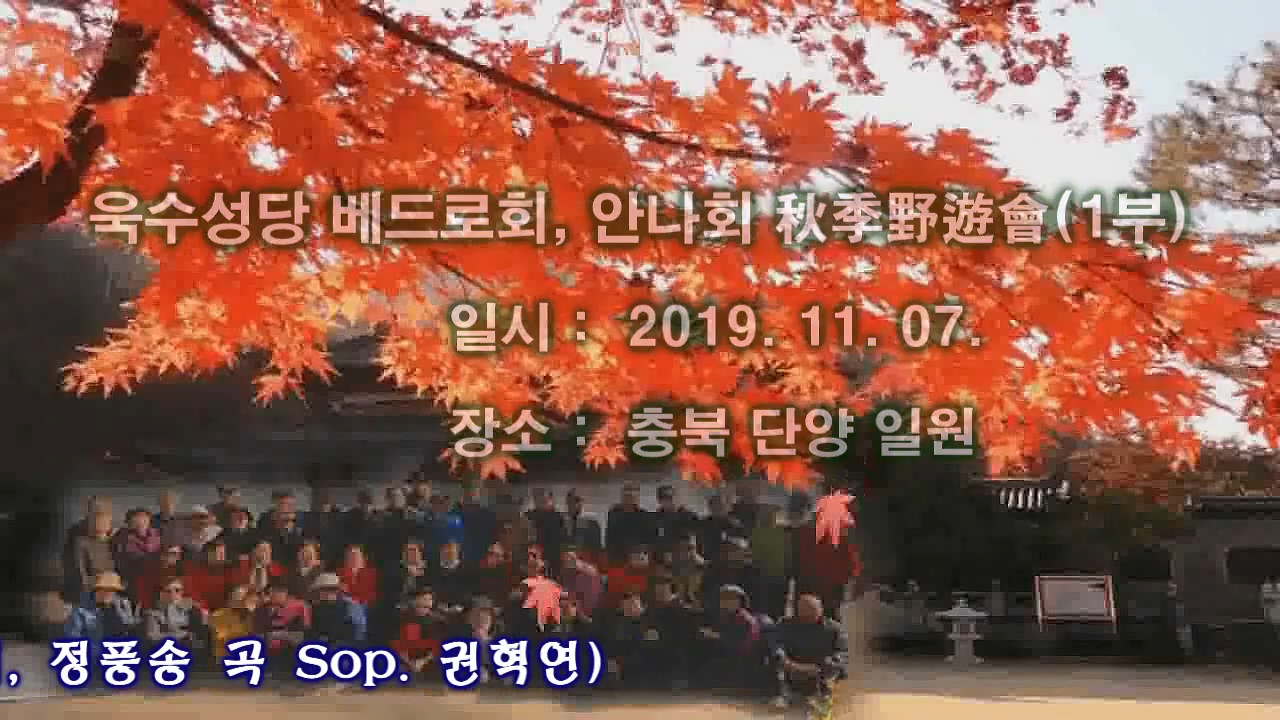 욱수성당 베드로회, 안나회 秋季野遊會(1부)
일시 : 2019. 11. 07.
장소 : 충북 단양 일원
, 정풍송 곡 Sop. 권혁연)